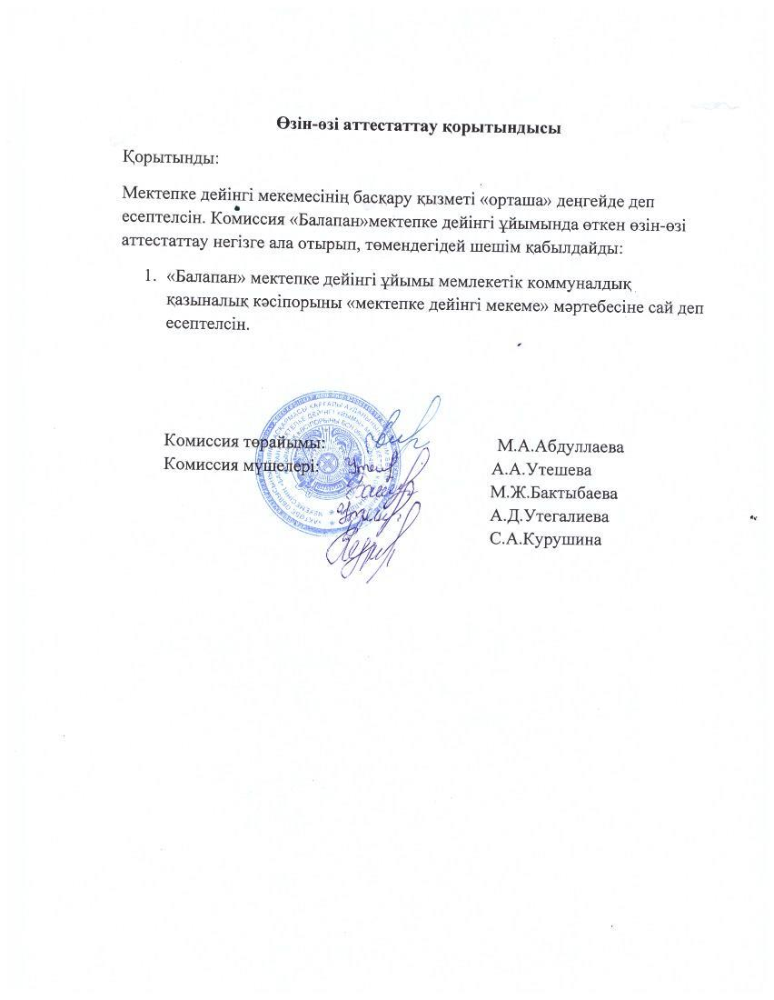 Өзін-өзі аттестаттау қорытындысы
Қорытынды:
Мектепке дейінгі мекемесінің басқару қызметі «орташа» деңгейде деп
есептелсін. Комиссия «Балапан»мектепке дейінгі ұйымында өткен өзін-өзі
аттестаттау негізге ала отырып, төмендегідей шешім қабылдайды:
1. «Балапан» мектепке дейінгі ұйымы мемлекетік коммуналдық
қазыналық кәсіпорыны «мектепке дейінгі мекеме» мәртебесіне сай деп
есептелсін.
Комиссия төрайымы: М.А.Абдуллаева
Комиссия мүшелері: А.А.Утешева
М.Ж.Бактыбаева
А.Д.Утегалиева
С.А.Курушина